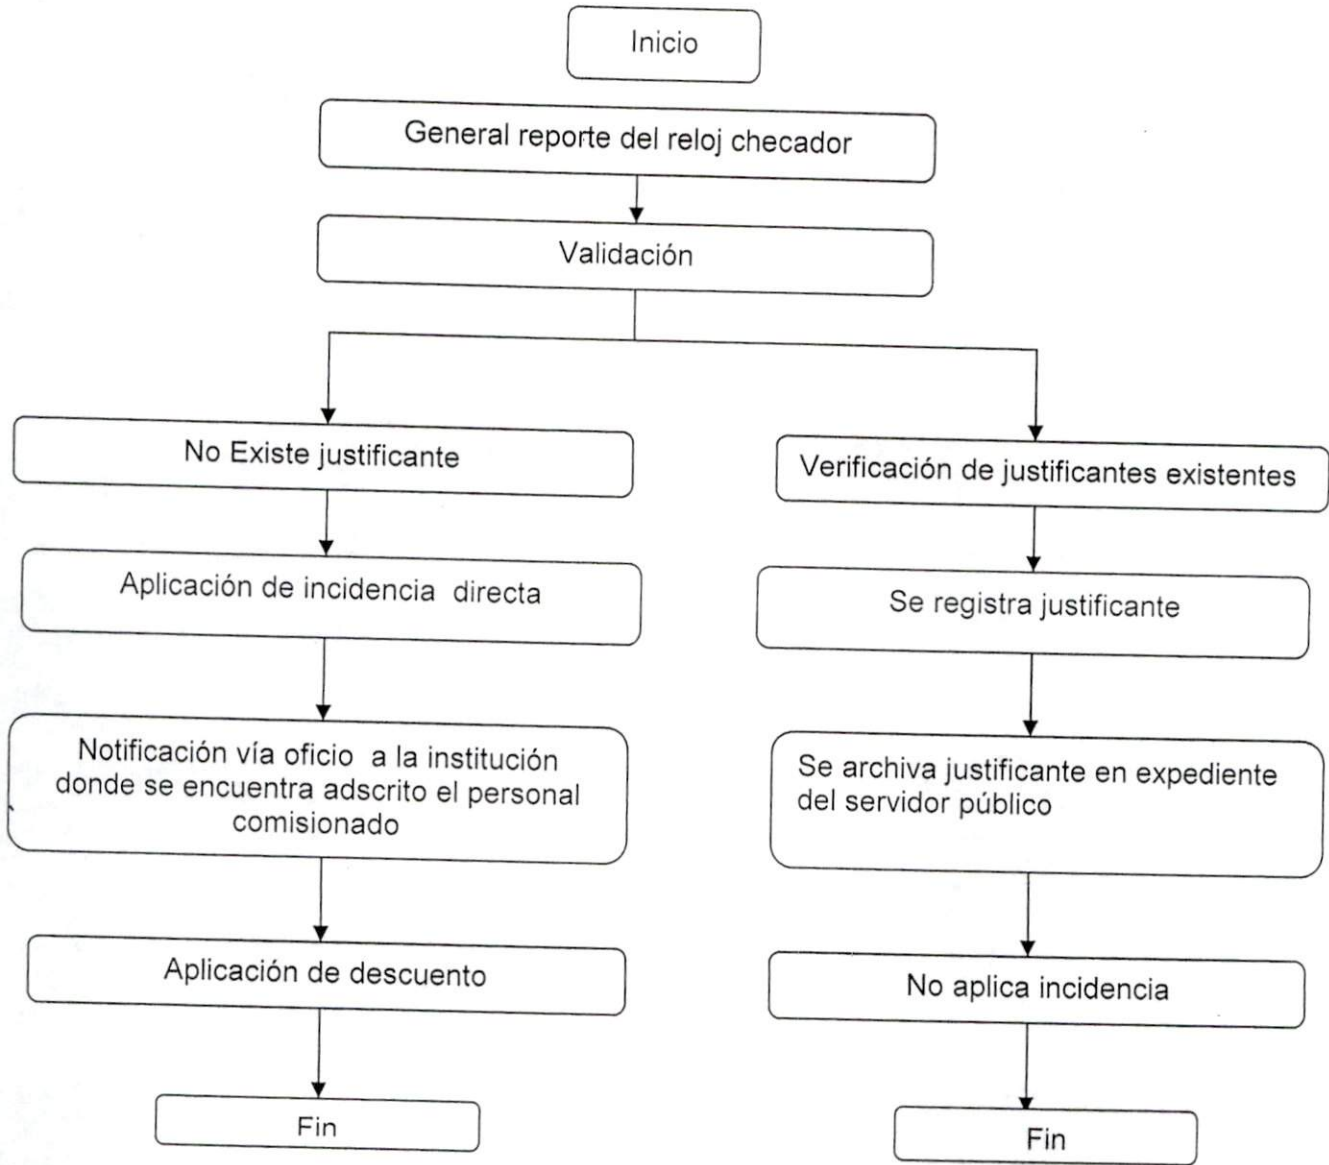 Inicio
General reporte del reloj checador
Validación
No Existe justificante
Aplicación de incidencia directa
Notificación vía oficio a la institución
donde se encuentra adscrito el personal
comisionado
Aplicación de descuento
Fin
Verificación de justificantes existentes
Se registra justificante
Se archiva justificante en expediente
del servidor público
No aplica incidencia
Fin